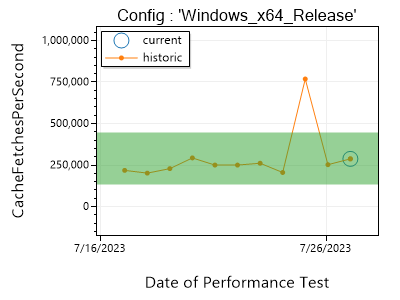 Config : 'Windows_x64_Release'
current
historic
1,000,000
750,000
500,000
250,000
0
CacheFetchesPerSecond
7/16/2023
7/26/2023
Date of Performance Test